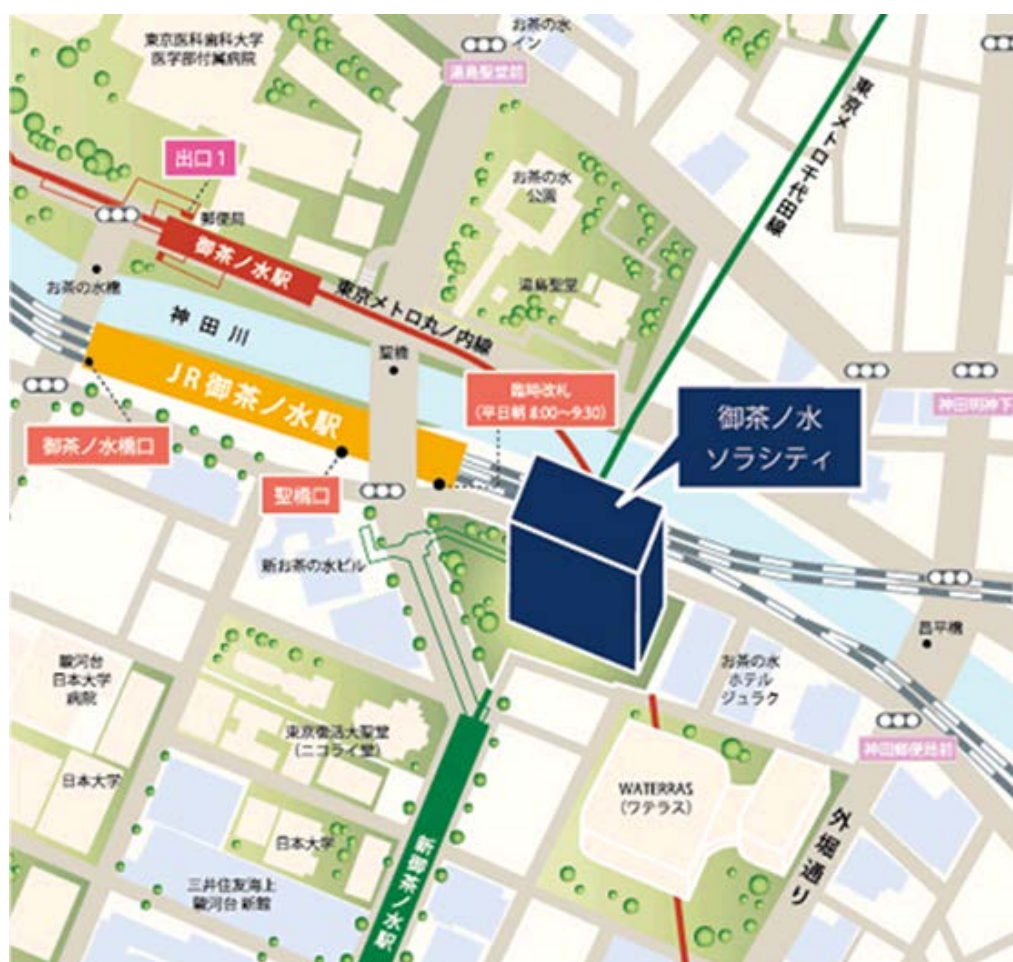 東京医科歯科大学
医学部付属病院
お茶の水
イン
湯島聖堂前
出口1
郵便局
御茶ノ水駅
お茶の水橋
神田川
東京メトロ丸ノ内線
東京メトロ千代田線
お茶の水
公園
湯島聖堂
聖橋
JR御茶ノ水駅
臨時改札
(平日朝 8:00〜9:30)
御茶ノ水
ソラシティ
神田明神下
御茶ノ水橋口
聖橋口
新お茶の水ビル
昌平橋
お茶の水
ホテル
ジュラク
神田郵便局前
駿河台
日本大学
病院
東京復活大聖堂
(ニコライ堂)
日本大学
日本大学
WATERRAS
(ワテラス)
外堀通り
三井住友海上
駿河台 新館
新御茶ノ水駅